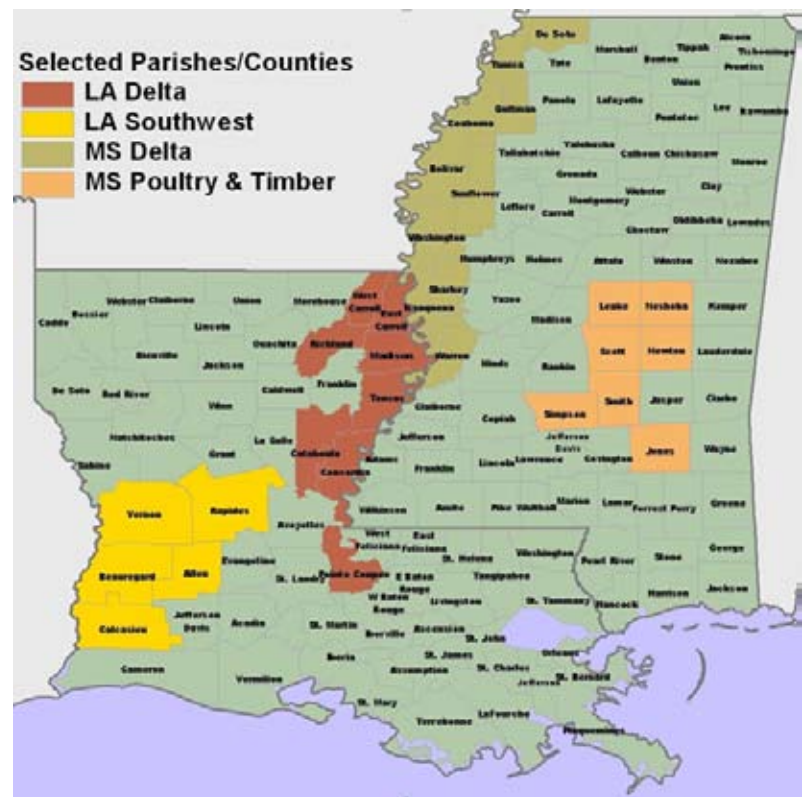 Selected Parishes/Counties
LA Delta
LA Southwest
MS Delta
MS Poultry & Timber
De Soto
Alcorn
Tunica
Tate
Marshall
Benton
Tippah
Tishomingo
Prentiss
Union
Quitman
Panola
Lafayette
Pontotoc
Lee
Itawamba
Coahoma
Tallahatchie
Yalobusha
Calhoun
Chickasaw
Monroe
Bolivar
Sunflower
Grenada
Leflore
Carroll
Montgomery
Webster
Clay
Oktibbeha
Lowndes
Choctaw
Washington
Humphreys
Holmes
Attala
Winston
Noxubee
Sharkey
Issaquena
Yazoo
Madison
Leake
Neshoba
Kemper
Scott
Newton
Lauderdale
Warren
Hinds
Rankin
Smith
Jasper
Clarke
Simpson
Claiborne
Copiah
Jefferson
Jefferson
Davis
Covington
Jones
Wayne
Adams
Franklin
Lincoln
Lawrence
Wilkinson
Amite
Pike
Walthall
Marion
Lamar
Forrest
Perry
Greene
Pearl River
Stone
George
Hancock
Harrison
Jackson
Caddo
Bossier
Webster
Claiborne
Union
Morehouse
West
Carroll
East
Carroll
Lincoln
Ouachita
Richland
Madison
Bienville
Jackson
De Soto
Red River
Caldwell
Franklin
Tensas
Winn
Natchitoches
Sabine
Grant
La Salle
Catahoula
Concordia
Vernon
Rapides
Avoyelles
West
Feliciana
East
Feliciana
St. Helena
Washington
Tangipahoa
Beauregard
Allen
Evangeline
St. Landry
Pointe Coupee
E Baton
Rouge
W Baton
Rouge
Livingston
St. Tammany
Calcasieu
Jefferson
Davis
Acadia
St. Martin
Iberville
Ascension
St. John
Cameron
Vermilion
Iberia
Assumption
St. James
St. Charles
Orleans
Jefferson
St. Bernard
St. Mary
Terrebonne
LaFourche
Plaquemines